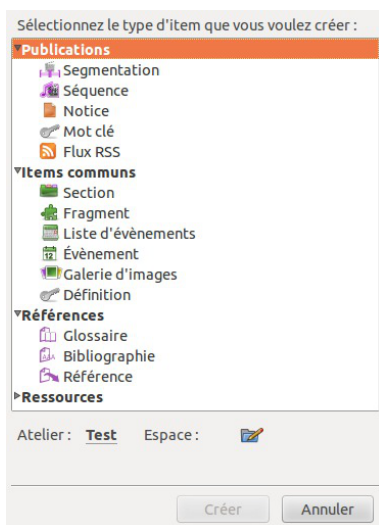 Sélectionnez le type d'item que vous voulez créer :
Publications
Segmentation
Séquence
Notice
Mot clé
Flux RSS
Items communs
Section
Fragment
Liste d'évènements
Évènement
Galerie d'images
Définition
Références
Glossaire
Bibliographie
Référence
Ressources
Atelier : Test Espace :
Créer Annuler